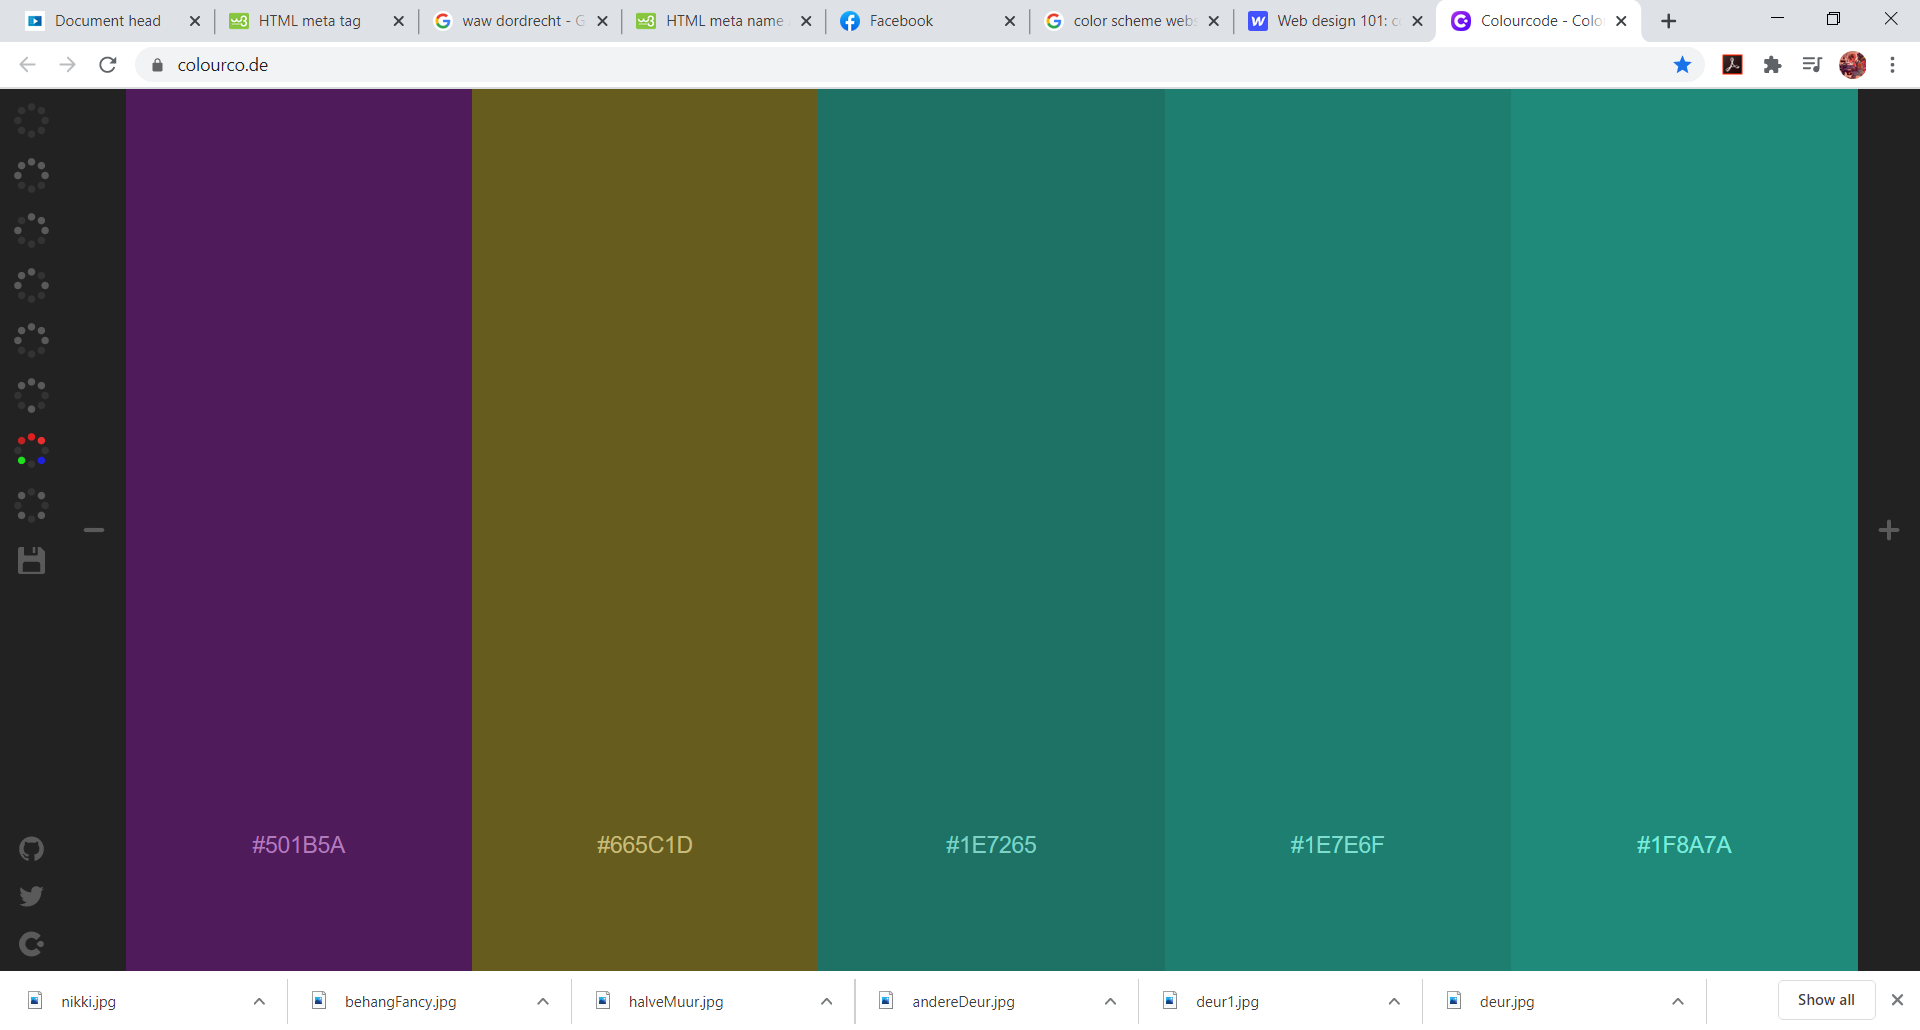 Document head
HTML meta tag
waw dordrecht - G
HTML meta name
Facebook
color scheme webs
Web design 101: c
Colourcode - Colo
colourco.de
#501B5A
#665C1D
#1E7265
#1E7E6F
#1F8A7A
nikki.jpg
behangFancy.jpg
halveMuur.jpg
andereDeur.jpg
deur1.jpg
deur.jpg
Show all